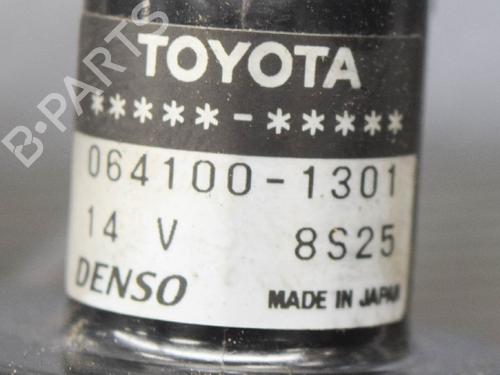 TOYOTA
*****-*****
064100-1301
14 V 8S25
DENSO MADE IN JAPAN
B-PARTS